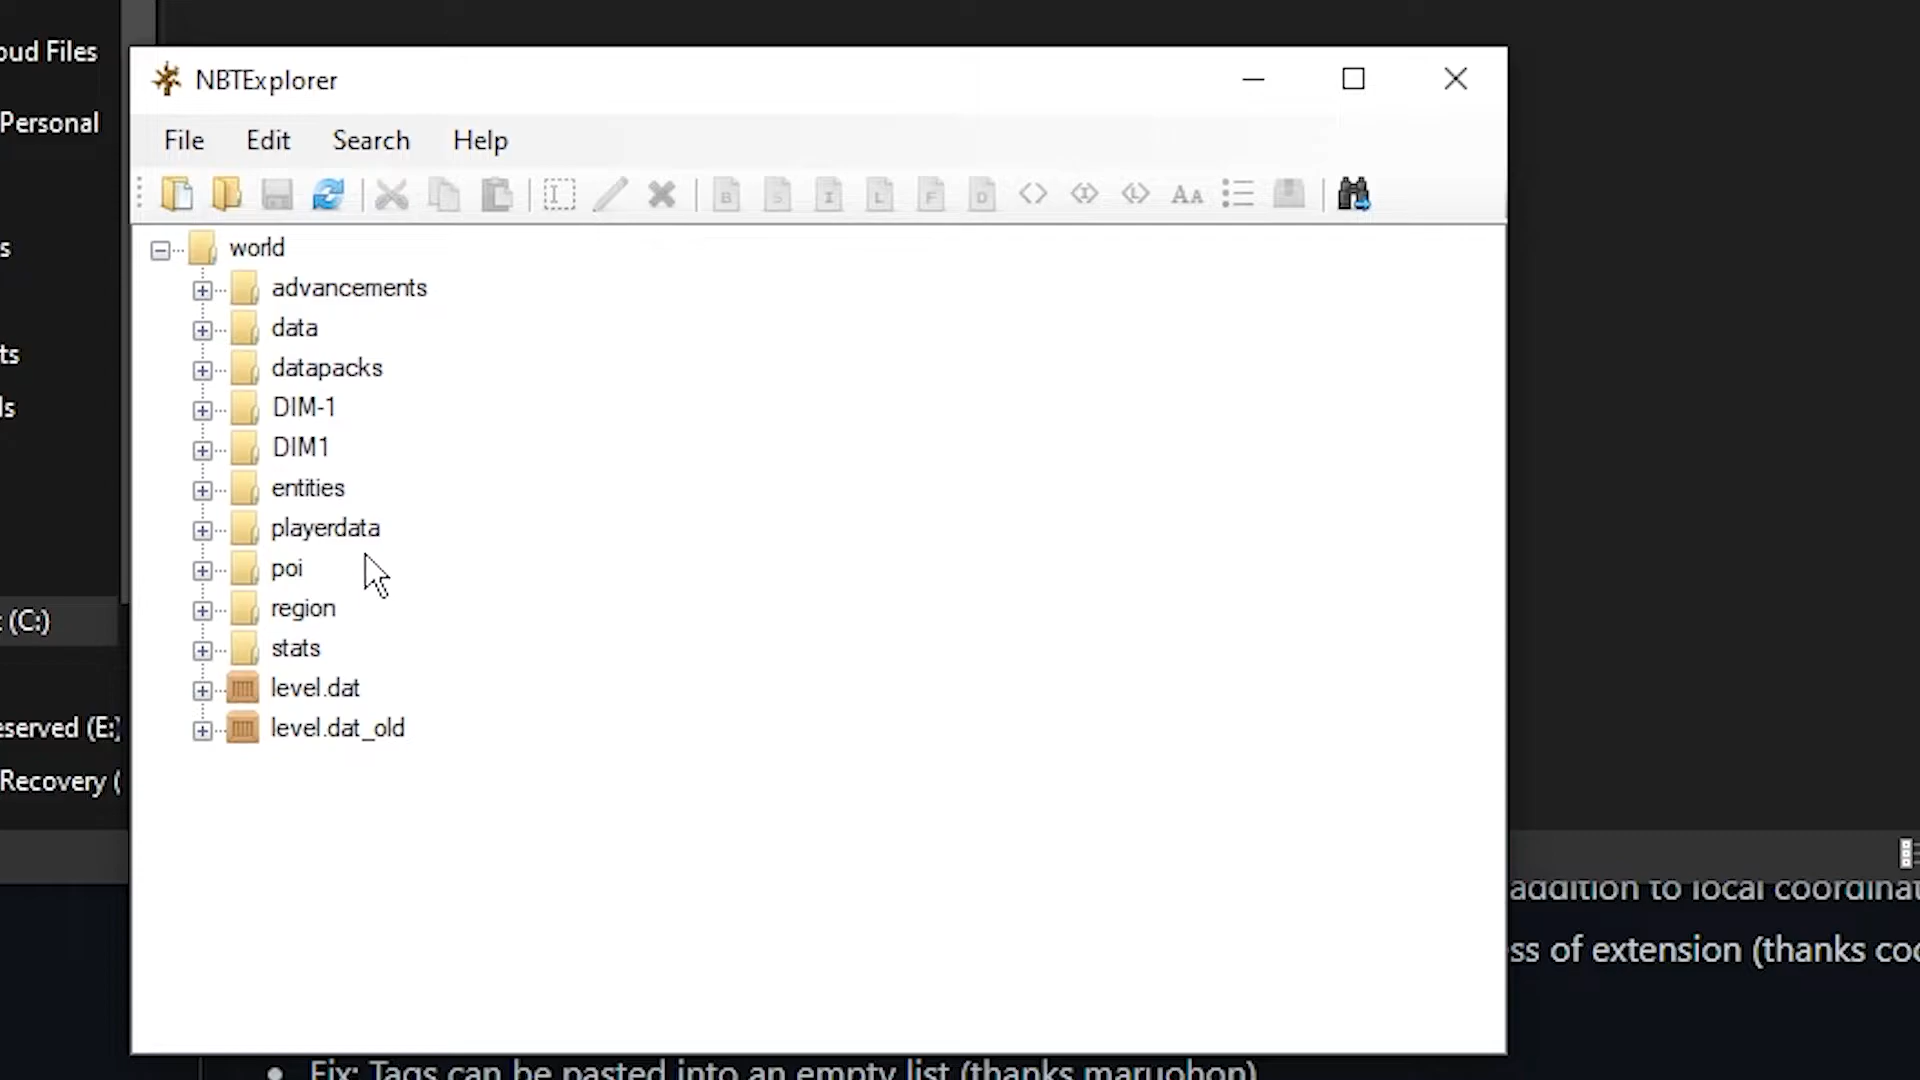 oud Files
Personal
s
ts
ls
(C:)
eserved (E:)
Recovery (
NBTExplorer
File Edit Search Help
B S I L F D <> <I> <L> Aa
world
advancements
data
datapacks
DIM-1
DIM1
entities
playerdata
poi
region
stats
level.dat
level.dat_old
addition to local coordinat
ss of extension (thanks co
• Fix: Tags can be pasted into an empty list (thanks maruohon)